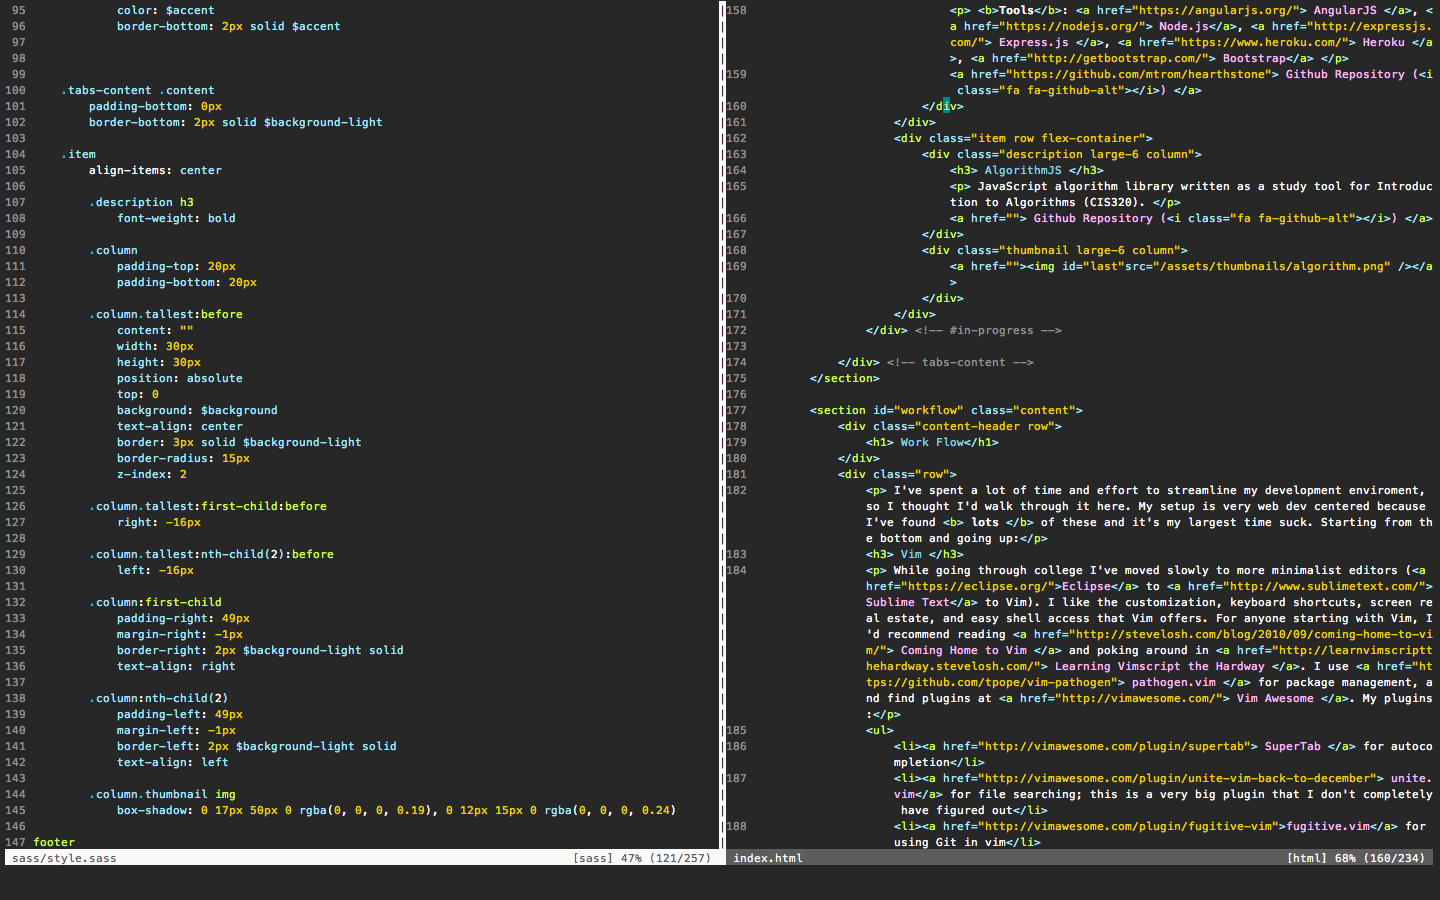 95             color: $accent
96             border-bottom: 2px solid $accent
97
98
99
100     .tabs-content .content
101         padding-bottom: 0px
102         border-bottom: 2px solid $background-light
103
104     .item
105         align-items: center
106
107         .description h3
108             font-weight: bold
109
110         .column
111             padding-top: 20px
112             padding-bottom: 20px
113
114         .column.tallest:before
115             content: ""
116             width: 30px
117             height: 30px
118             position: absolute
119             top: 0
120             background: $background
121             text-align: center
122             border: 3px solid $background-light
123             border-radius: 15px
124             z-index: 2
125
126         .column.tallest:first-child:before
127             right: -16px
128
129         .column.tallest:nth-child(2):before
130             left: -16px
131
132         .column:first-child
133             padding-right: 49px
134             margin-right: -1px
135             border-right: 2px $background-light solid
136             text-align: right
137
138         .column:nth-child(2)
139             padding-left: 49px
140             margin-left: -1px
141             border-left: 2px $background-light solid
142             text-align: left
143
144         .column.thumbnail img
145             box-shadow: 0 17px 50px 0 rgba(0, 0, 0, 0.19), 0 12px 15px 0 rgba(0, 0, 0, 0.24)
146
147 footer
sass/style.sass [sass] 47% (121/257)
158 <p> <b>Tools</b>: <a href="https://angularjs.org/"> AngularJS </a>, <
a href="https://nodejs.org/"> Node.js</a>, <a href="http://expressjs.
com/"> Express.js </a>, <a href="https://www.heroku.com/"> Heroku </a
>, <a href="http://getbootstrap.com/"> Bootstrap</a> </p>
159 <a href="https://github.com/mtrom/hearthstone"> Github Repository (<i
class="fa fa-github-alt"></i>) </a>
160 </div>
161 </div>
162 <div class="item row flex-container">
163 <div class="description large-6 column">
164 <h3> AlgorithmJS </h3>
165 <p> JavaScript algorithm library written as a study tool for Introduc
tion to Algorithms (CIS320). </p>
166 <a href=""> Github Repository (<i class="fa fa-github-alt"></i>) </a>
167 </div>
168 <div class="thumbnail large-6 column">
169 <a href=""><img id="last"src="/assets/thumbnails/algorithm.png" /></a
>
170 </div>
171 </div>
172 </div> <!-- #in-progress -->
173
174 </div> <!-- tabs-content -->
175 </section>
176
177 <section id="workflow" class="content">
178 <div class="content-header row">
179 <h1> Work Flow</h1>
180 </div>
181 <div class="row">
182 <p> I've spent a lot of time and effort to streamline my development enviroment,
so I thought I'd walk through it here. My setup is very web dev centered because
I've found <b> lots </b> of these and it's my largest time suck. Starting from th
e bottom and going up:</p>
183 <h3> Vim </h3>
184 <p> While going through college I've moved slowly to more minimalist editors (<a
href="https://eclipse.org/">Eclipse</a> to <a href="http://www.sublimetext.com/">
Sublime Text</a> to Vim). I like the customization, keyboard shortcuts, screen re
al estate, and easy shell access that Vim offers. For anyone starting with Vim, I
'd recommend reading <a href="http://stevelosh.com/blog/2010/09/coming-home-to-vi
m/"> Coming Home to Vim </a> and poking around in <a href="http://learnvimscriptt
hehardway.stevelosh.com/"> Learning Vimscript the Hardway </a>. I use <a href="ht
tps://github.com/tpope/vim-pathogen"> pathogen.vim </a> for package management, a
nd find plugins at <a href="http://vimawesome.com/"> Vim Awesome </a>. My plugins
:</p>
185 <ul>
186 <li><a href="http://vimawesome.com/plugin/supertab"> SuperTab </a> for autoco
mpletion</li>
187 <li><a href="http://vimawesome.com/plugin/unite-vim-back-to-december"> unite.
vim</a> for file searching; this is a very big plugin that I don't completely
have figured out</li>
188 <li><a href="http://vimawesome.com/plugin/fugitive-vim">fugitive.vim</a> for
using Git in vim</li>
index.html [html] 68% (160/234)